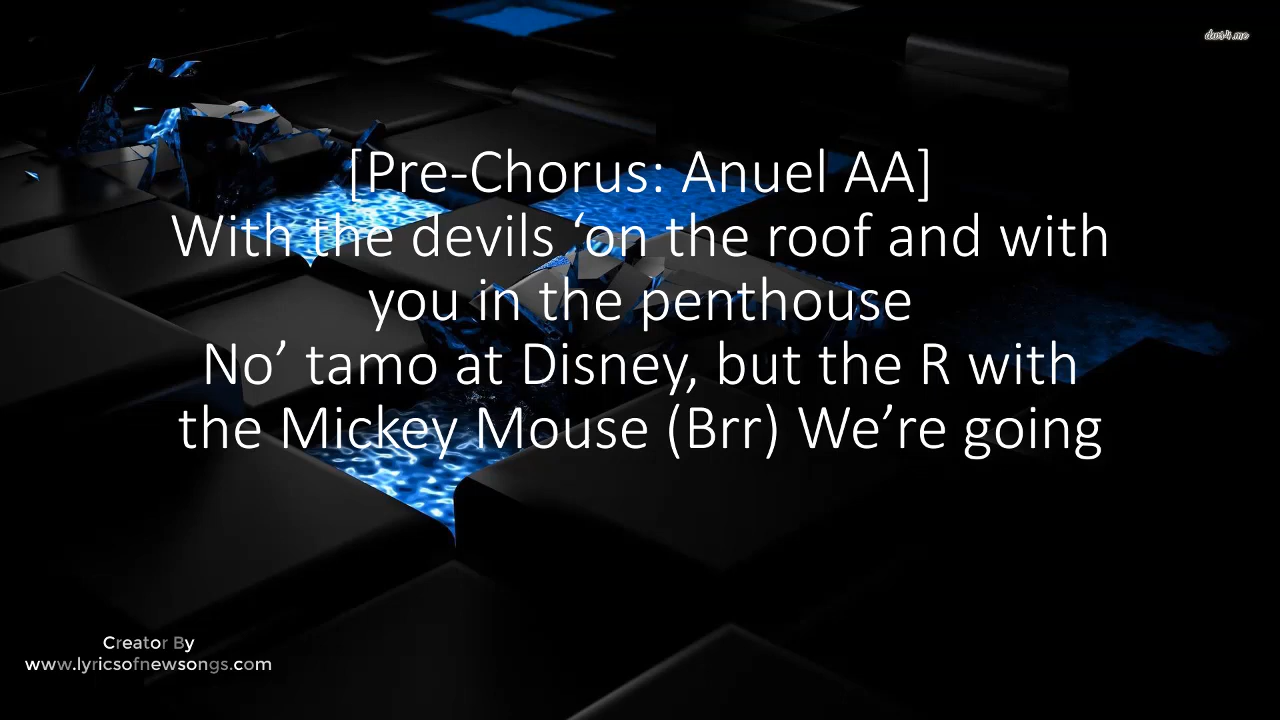 [Pre-Chorus: Anuel AA]
With the devils ‘on the roof and with
you in the penthouse
No’ tamo at Disney, but the R with
the Mickey Mouse (Brr) We’re going
Creator By
www.lyricsofnewsongs.com